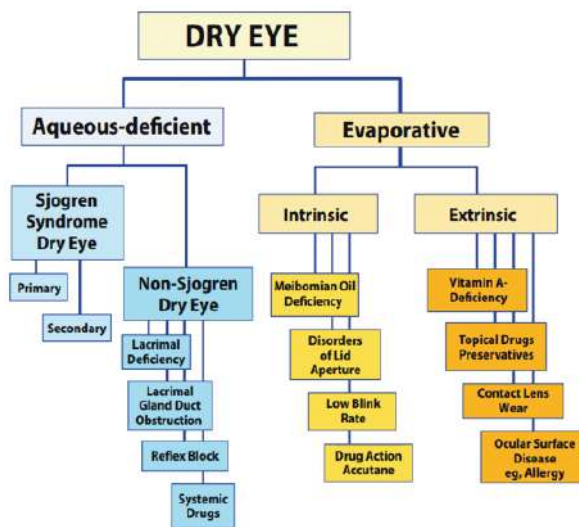 DRY EYE
Aqueous-deficient
Evaporative
Sjogren
Syndrome
Dry Eye
Primary
Secondary
Non-Sjogren
Dry Eye
Lacrimal
Deficiency
Lacrimal
Gland Duct
Obstruction
Reflex Block
Systemic
Drugs
Intrinsic
Meibomian Oil
Deficiency
Disorders
of Lid
Aperture
Low Blink
Rate
Drug Action
Accutane
Extrinsic
Vitamin A-
Deficiency
Topical Drugs
Preservatives
Contact Lens
Wear
Ocular Surface
Disease
eg, Allergy